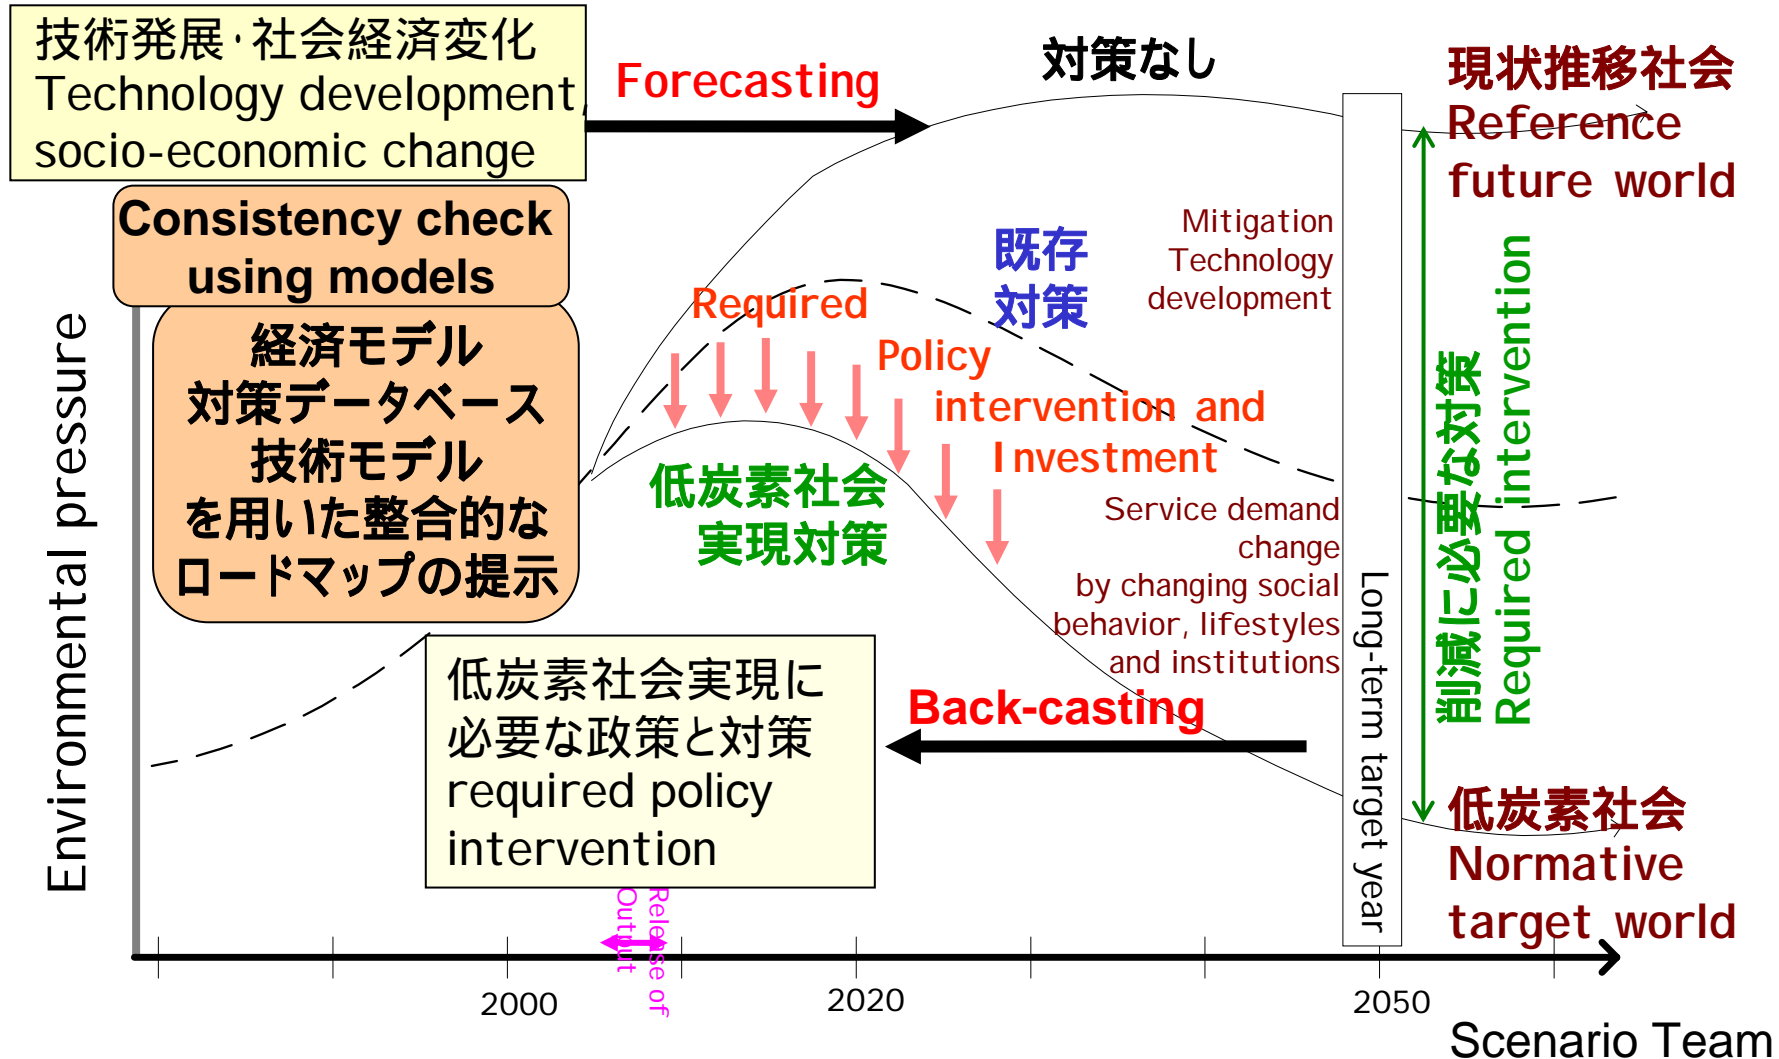 技術発展・社会経済変化
Technology development,
socio-economic change
Forecasting
対策なし
現状推移社会
Reference
future world
Consistency check
using models
経済モデル
対策データベース
技術モデル
を用いた整合的な
ロードマップの提示
Environmental pressure
既存
対策
Mitigation
Technology
development
Required
Policy
intervention and
Investment
低炭素社会
実現対策
Service demand
change
by changing social
behavior, lifestyles
and institutions
Long-term target year
削減に必要な対策
Required intervention
低炭素社会実現に
必要な政策と対策
required policy
intervention
Back-casting
低炭素社会
Normative
target world
Release of
Output
2000
2020
2050
Scenario Team